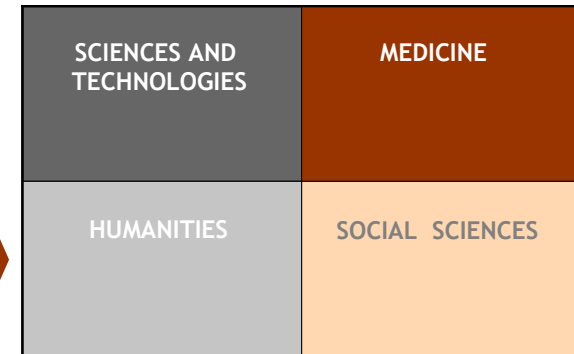 SCIENCES AND
TECHNOLOGIES
MEDICINE
HUMANITIES
SOCIAL SCIENCES